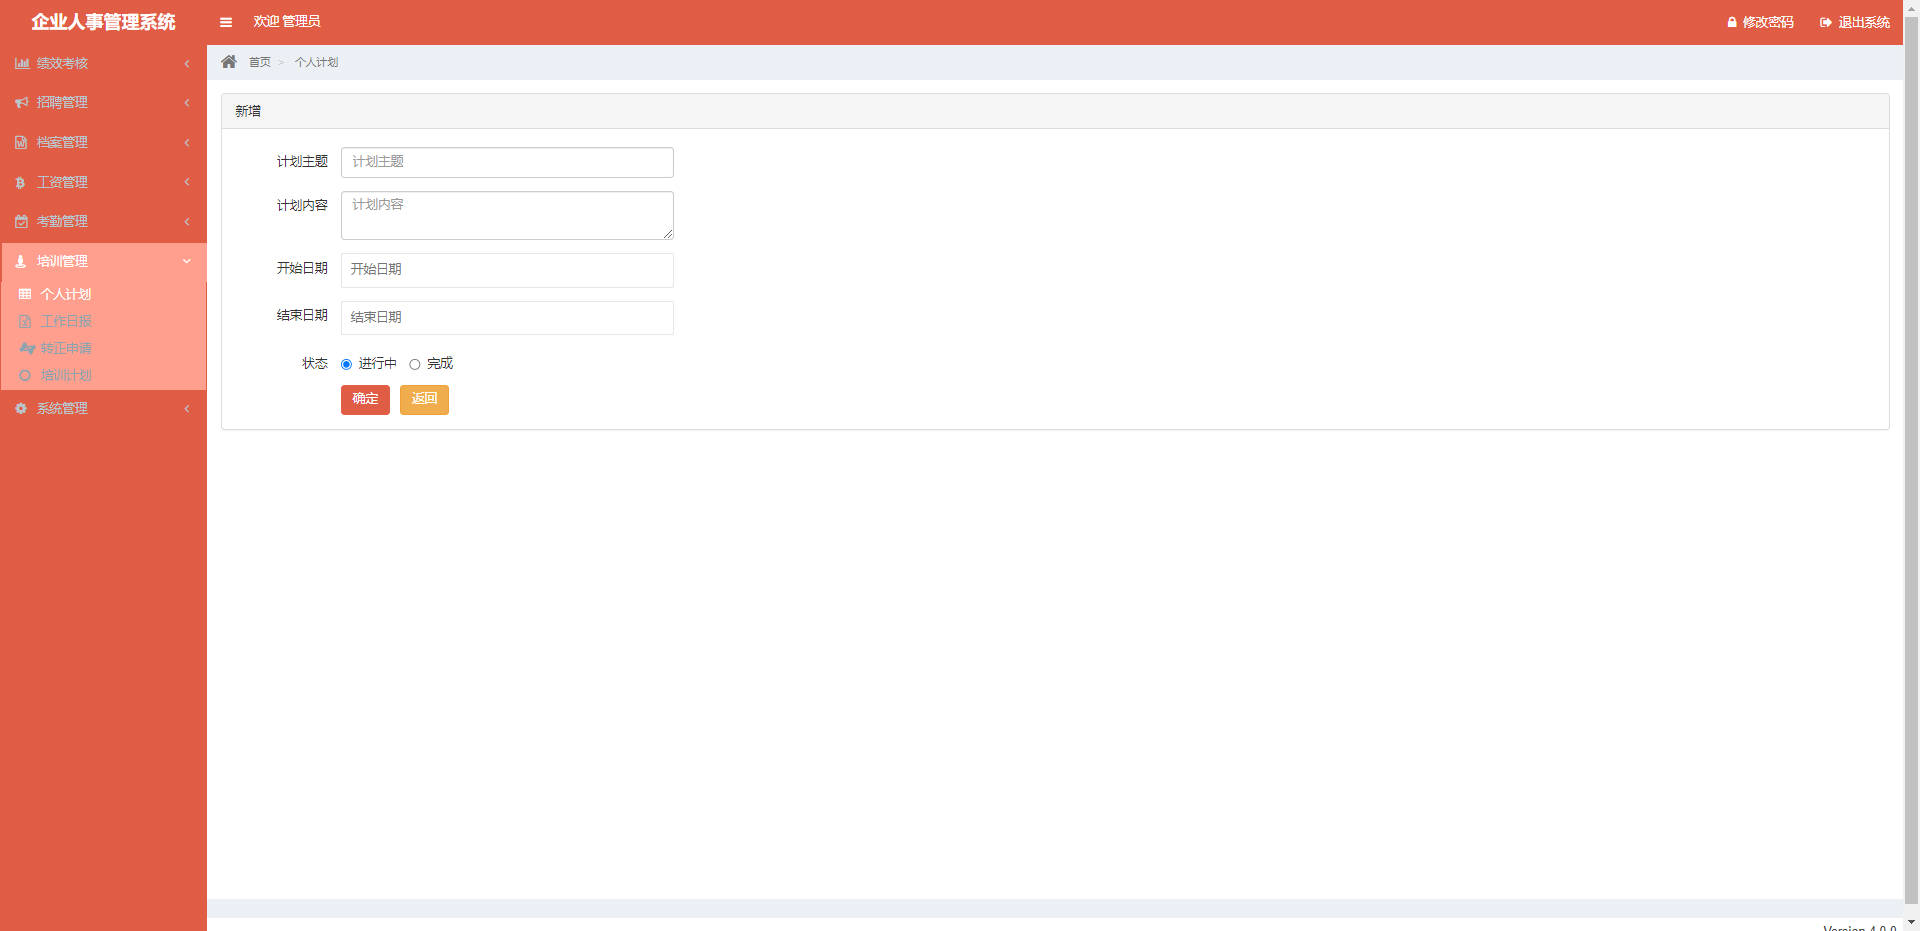 企业人事管理系统
欢迎 管理员
修改密码
退出系统
首页 > 个人计划
绩效考核
招聘管理
档案管理
工资管理
考勤管理
培训管理
个人计划
工作日报
转正申请
培训计划
系统管理
新增
计划主题 计划主题
计划内容 计划内容
开始日期 开始日期
结束日期 结束日期
状态 进行中 完成
确定 返回
Version 4.0.0